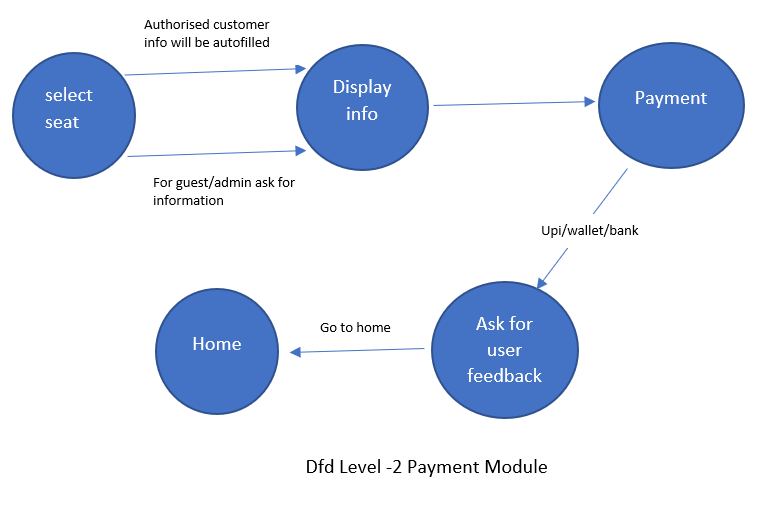 Authorised customer
info will be autofilled
select
seat
Display
info
Payment
For guest/admin ask for
information
Upi/wallet/bank
Ask for
user
feedback
Go to home
Home
Dfd Level -2 Payment Module